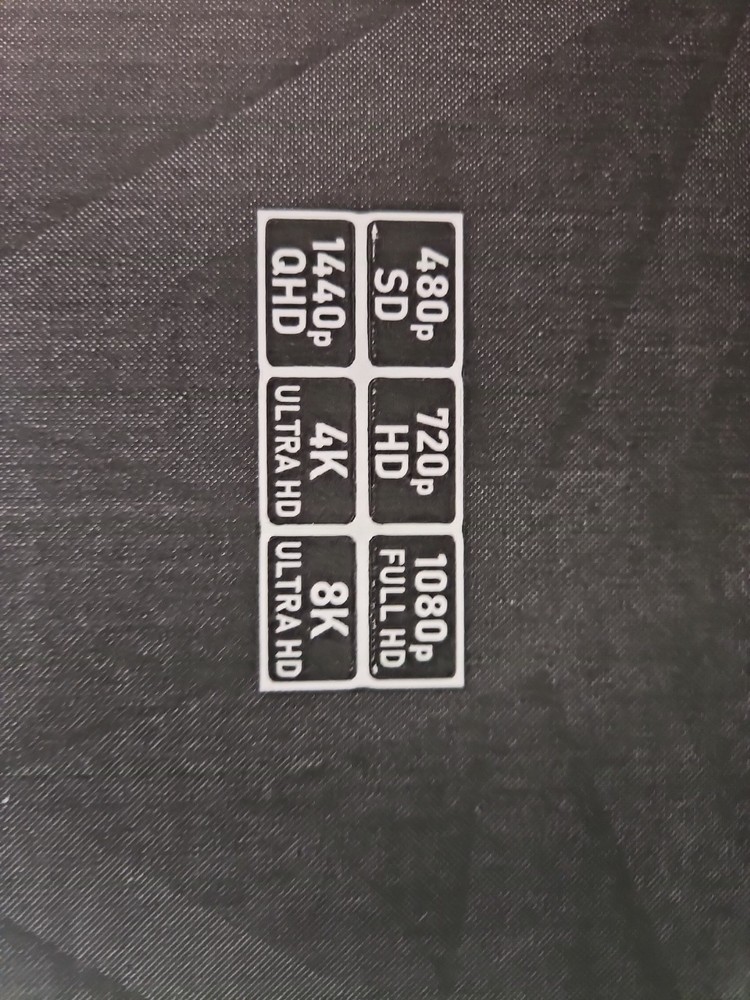 480p
SD
720p
HD
1080p
FULL HD
1440p
QHD
4K
ULTRA HD
8K
ULTRA HD